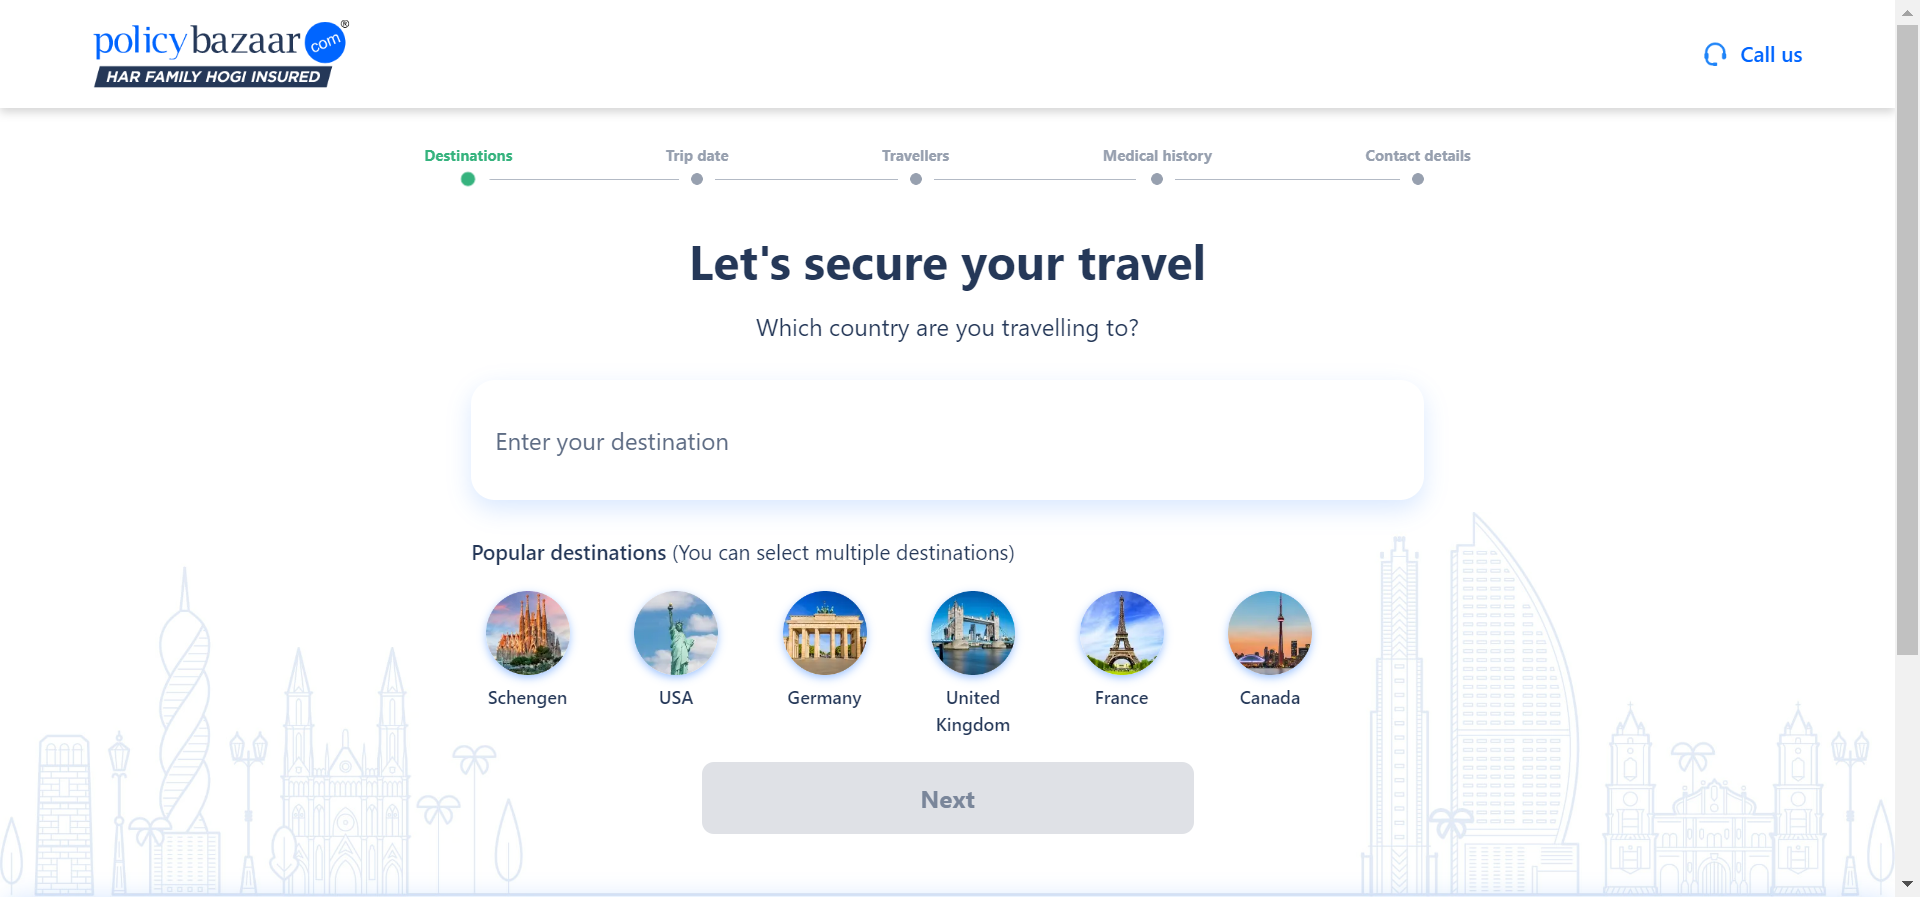 policybazaar com ®
HAR FAMILY HOGI INSURED
Call us
Destinations
Trip date
Travellers
Medical history
Contact details
Let's secure your travel
Which country are you travelling to?
Enter your destination
Popular destinations (You can select multiple destinations)
Schengen
USA
Germany
United
Kingdom
France
Canada
Next